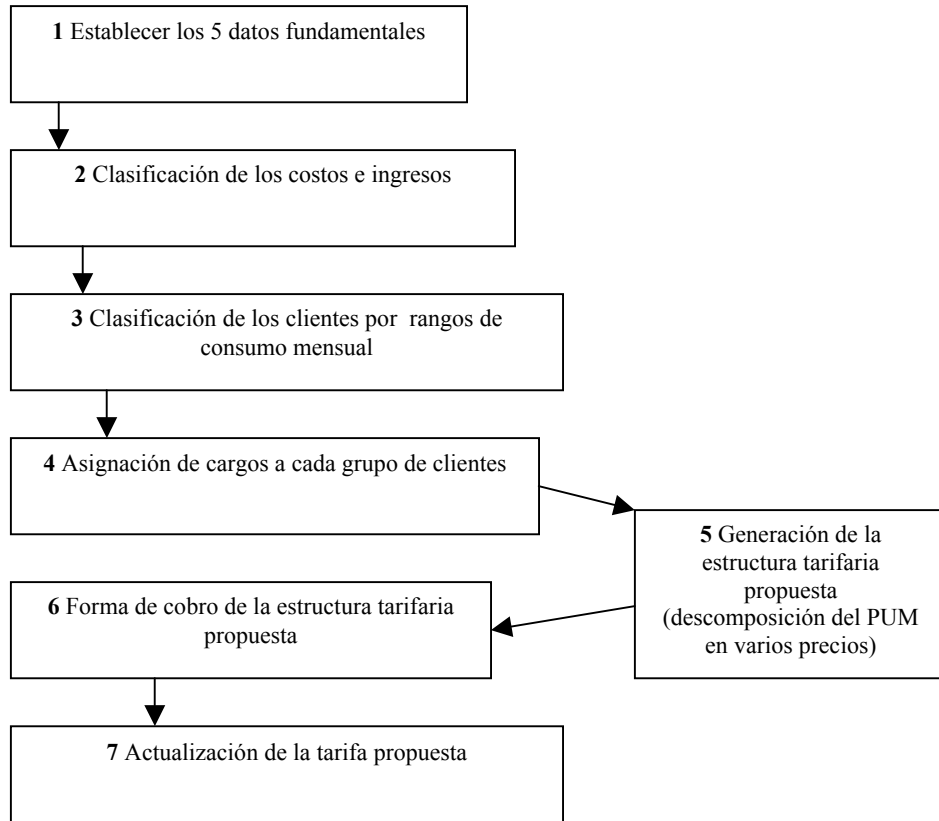 1 Establecer los 5 datos fundamentales
2 Clasificación de los costos e ingresos
3 Clasificación de los clientes por rangos de
consumo mensual
4 Asignación de cargos a cada grupo de clientes
5 Generación de la
estructura tarifaria
propuesta
(descomposición del PUM
en varios precios)
6 Forma de cobro de la estructura tarifaria
propuesta
7 Actualización de la tarifa propuesta